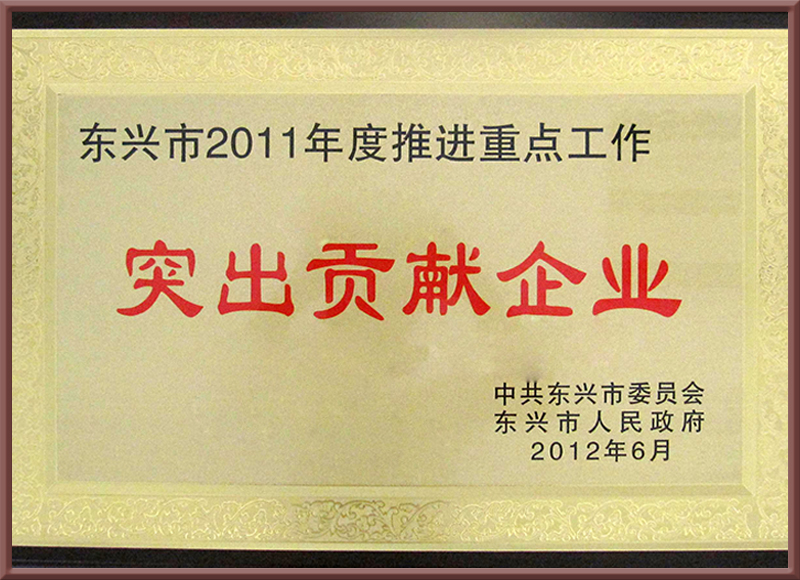 东兴市2011年度推进重点工作
突出贡献企业
中共东兴市委员会
东兴市人民政府
2012年6月